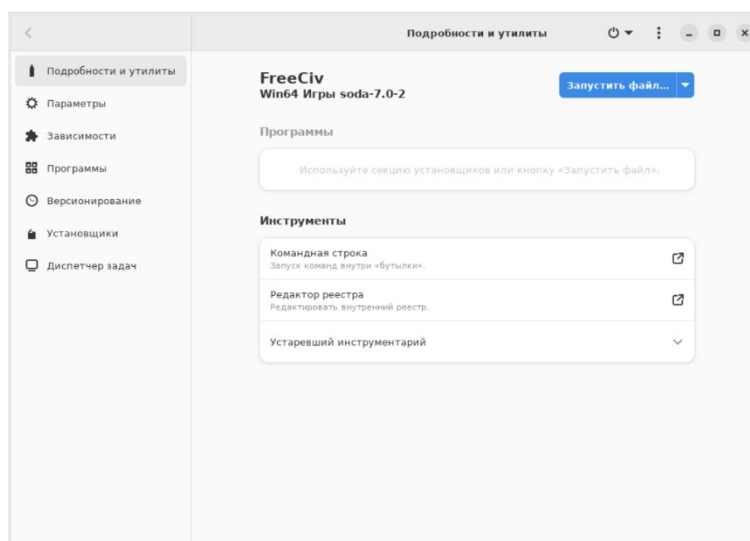 Подробности и утилиты
Подробности и утилиты
Параметры
Зависимости
Программы
Версионирование
Установщики
Диспетчер задач
FreeCiv
Win64 Игры soda-7.0-2
Запустить файл...
Программы
Используйте секцию установщиков или кнопку «Запустить файл».
Инструменты
Командная строка
Запуск команд внутри «бутылки».
Редактор реестра
Редактировать внутренний реестр.
Устаревший инструментарий